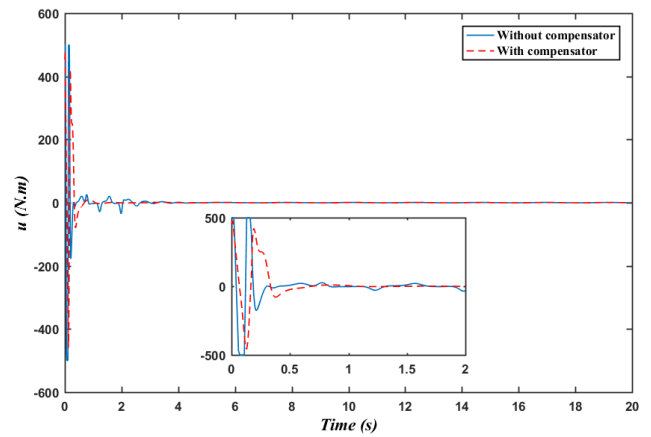 600
400
200
0
-200
-400
-600
u (N.m)
Without compensator
With compensator
500
0
-500
0 0.5 1 1.5 2
0 2 4 6 8 10 12 14 16 18 20
Time (s)